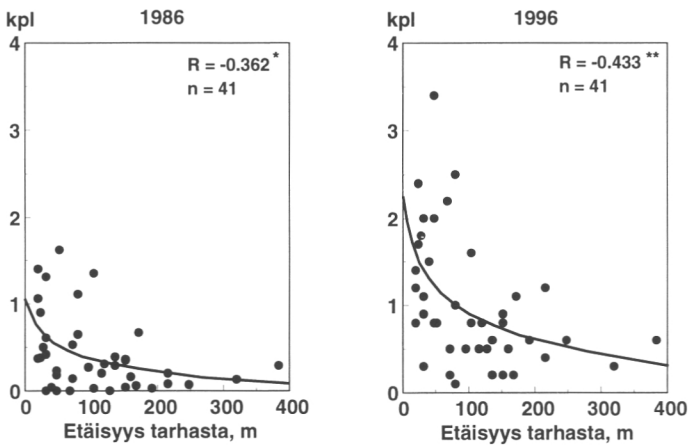 kpl 1986
4
R = -0.362 *
n = 41
3
2
1
0
0 100 200 300 400
Etäisyys tarhasta, m
kpl 1996
4
R = -0.433 **
n = 41
3
2
1
0
0 100 200 300 400
Etäisyys tarhasta, m